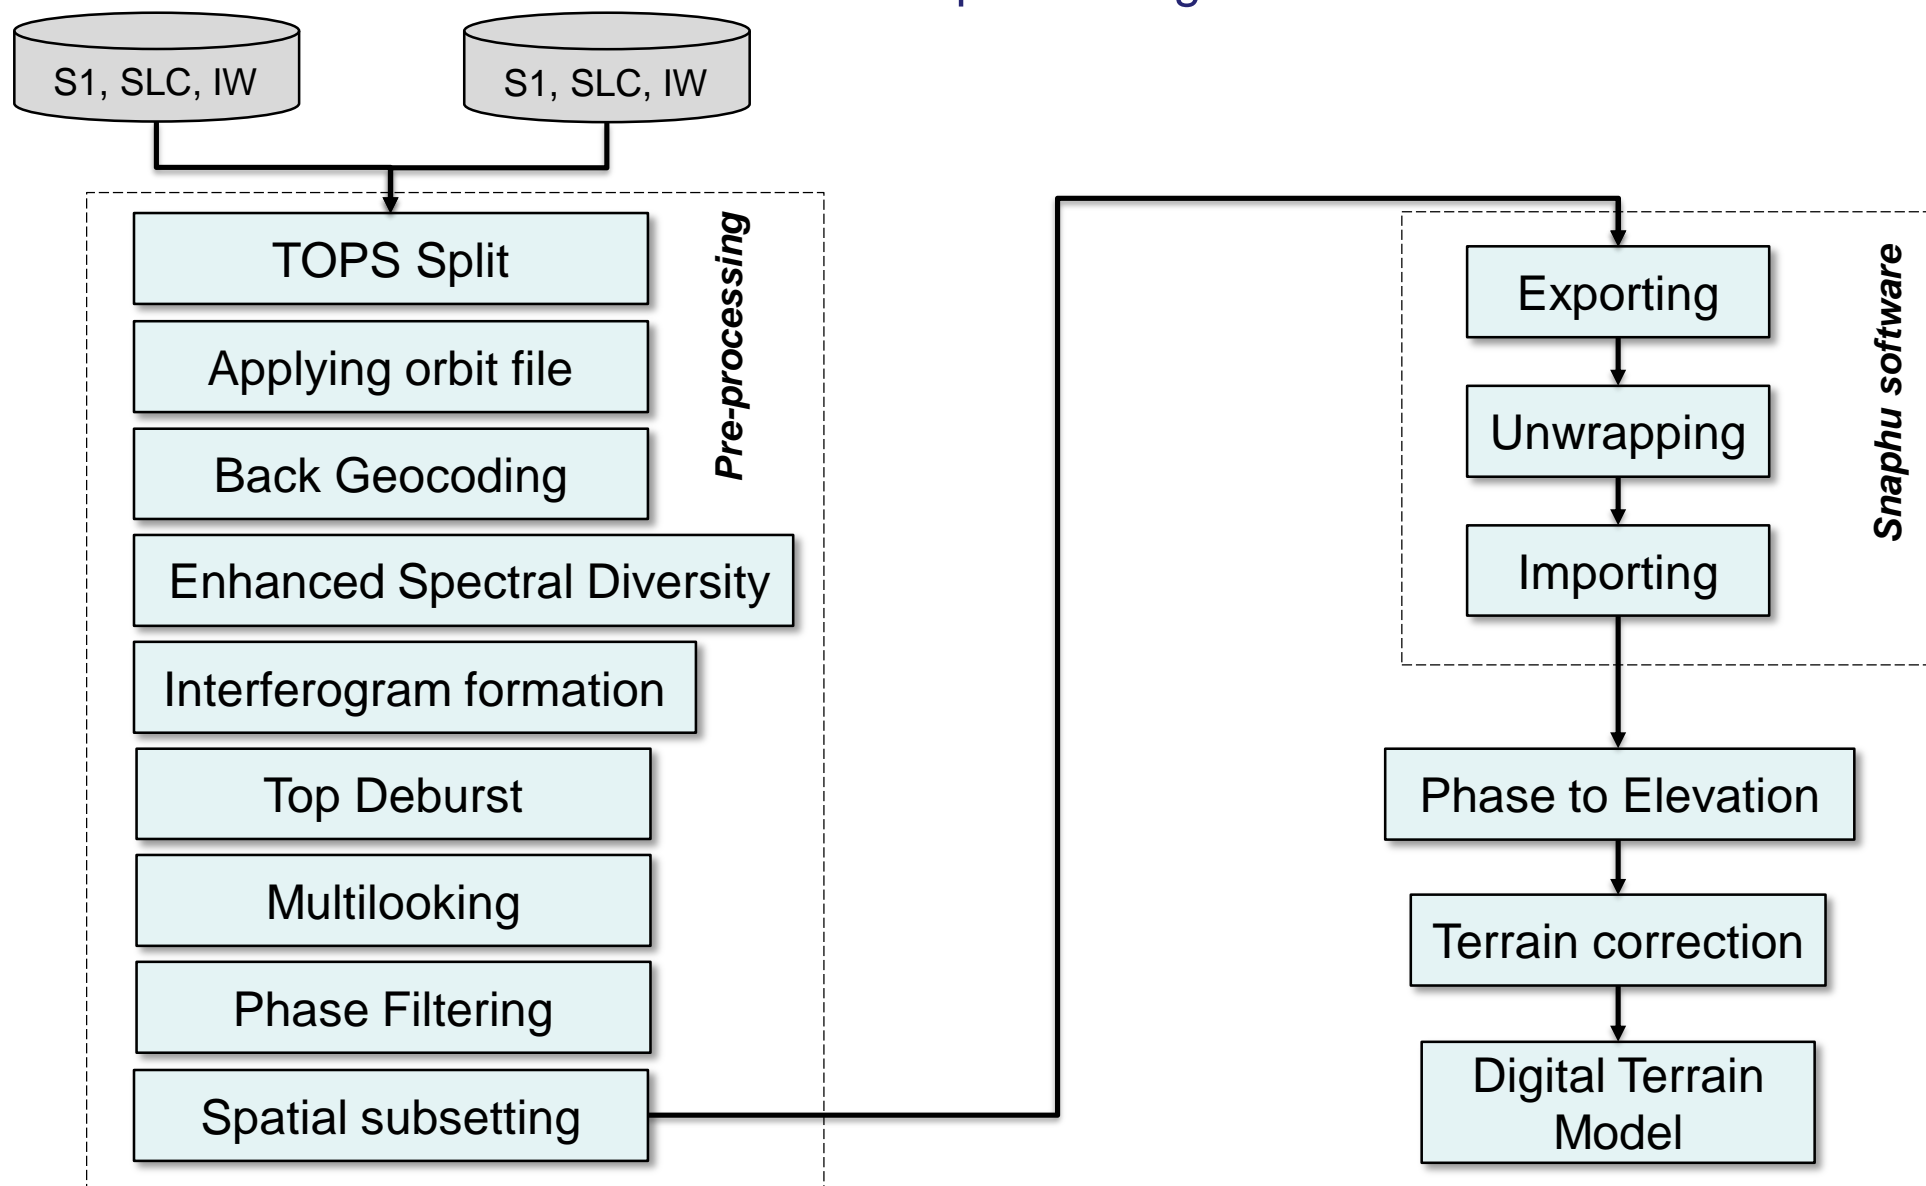 S1, SLC, IW
S1, SLC, IW
Pre-processing
TOPS Split
Applying orbit file
Back Geocoding
Enhanced Spectral Diversity
Interferogram formation
Top Deburst
Multilooking
Phase Filtering
Spatial subsetting
Snaphu software
Exporting
Unwrapping
Importing
Phase to Elevation
Terrain correction
Digital Terrain
Model